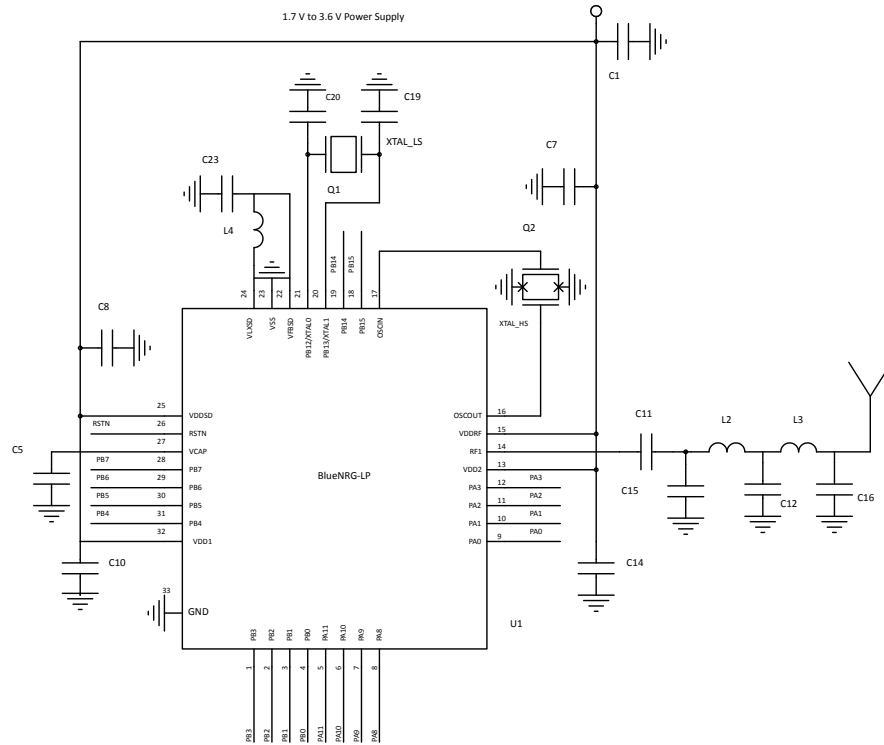 1.7 V to 3.6 V Power Supply
C1
C20
C19
XTAL_LS
C23
Q1
C7
L4
Q2
PB14
PB15
24
23
22
21
20
19
18
17
C8
VLXSD
VSS
VFBSD
PB12/XTAL0
PB13/XTAL1
PB14
PB15
OSCIN
XTAL_HS
25
VDDSD
OSCOUT
16
RSTN
26
RSTN
VDDRF
15
C11
L2
L3
27
VCAP
RF1
14
C5
PB7
28
PB7
VDD2
13
PB6
29
PB6
BlueNRG-LP
PA3
12
PA3
C15
PB5
30
PB5
PA2
11
PA2
C12
C16
PB4
31
PB4
PA1
10
PA1
32
VDD1
PA0
9
PA0
C10
C14
33
GND
U1
PB3
PB2
PB1
PB0
PA11
PA10
PA9
PA8
1
2
3
4
5
6
7
8
PB3
PB2
PB1
PB0
PA11
PA10
PA9
PA8